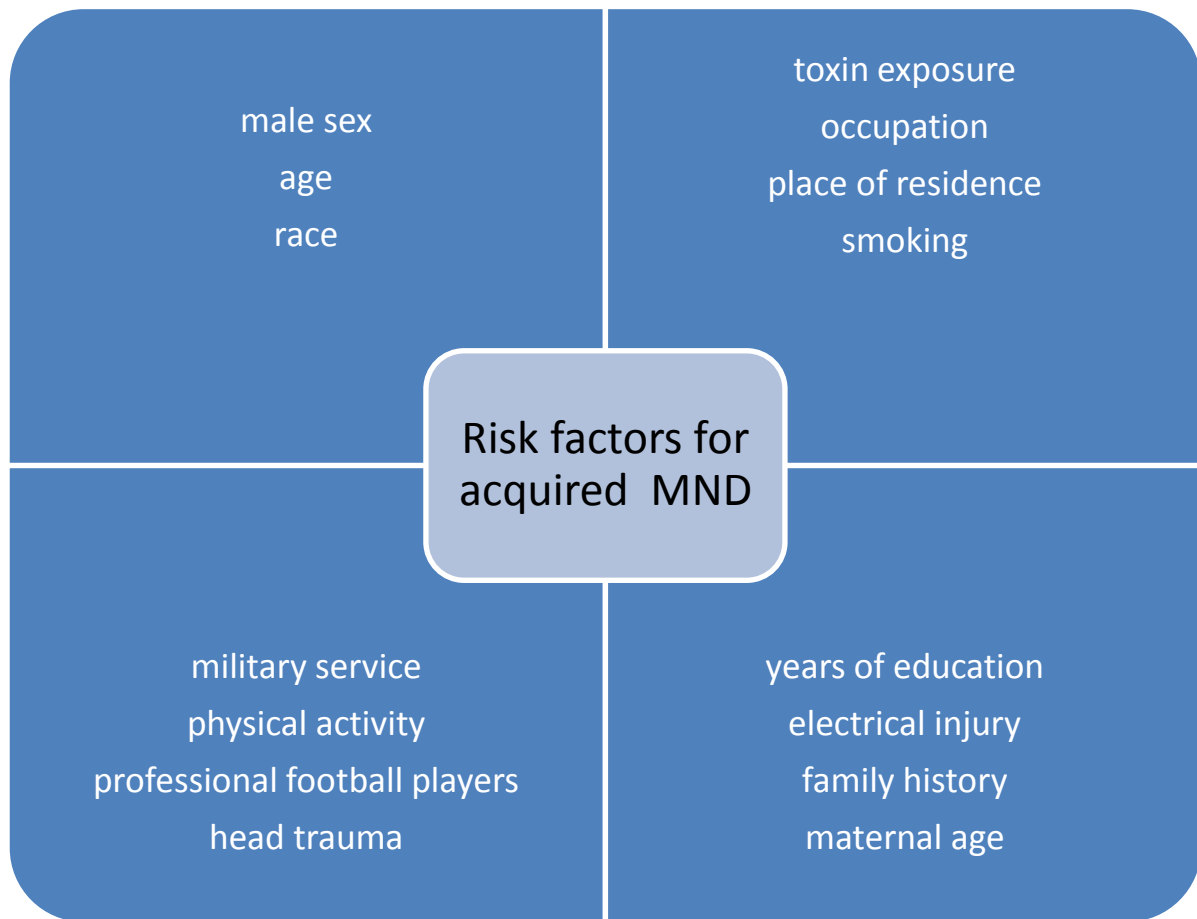 male sex
age
race
toxin exposure
occupation
place of residence
smoking
Risk factors for
acquired MND
military service
physical activity
professional football players
head trauma
years of education
electrical injury
family history
maternal age